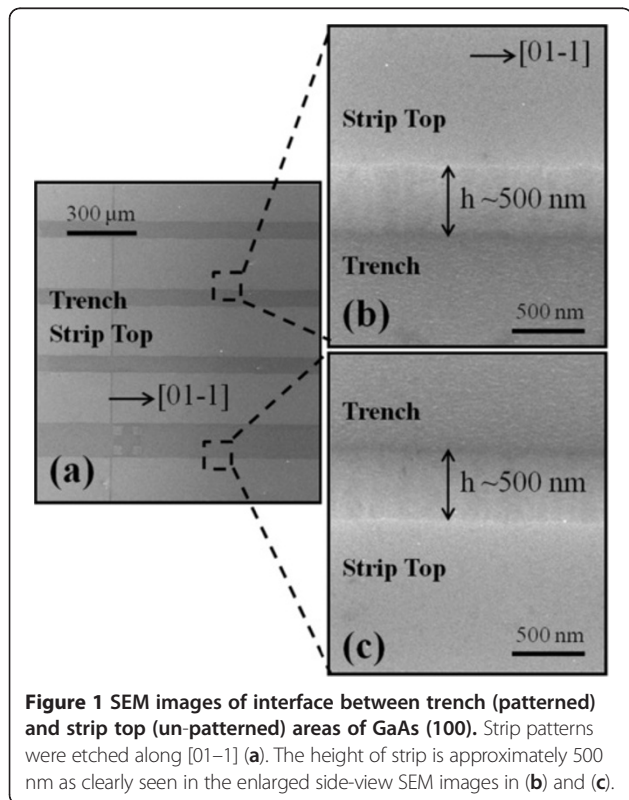 300 µm
Trench
Strip Top
[01-1]
(a)
[01-1]
Strip Top
h ~500 nm
Trench
(b)
500 nm
Trench
h ~500 nm
Strip Top
(c)
500 nm
Figure 1 SEM images of interface between trench (patterned)
and strip top (un-patterned) areas of GaAs (100). Strip patterns
were etched along [01–1] (a). The height of strip is approximately 500
nm as clearly seen in the enlarged side-view SEM images in (b) and (c).